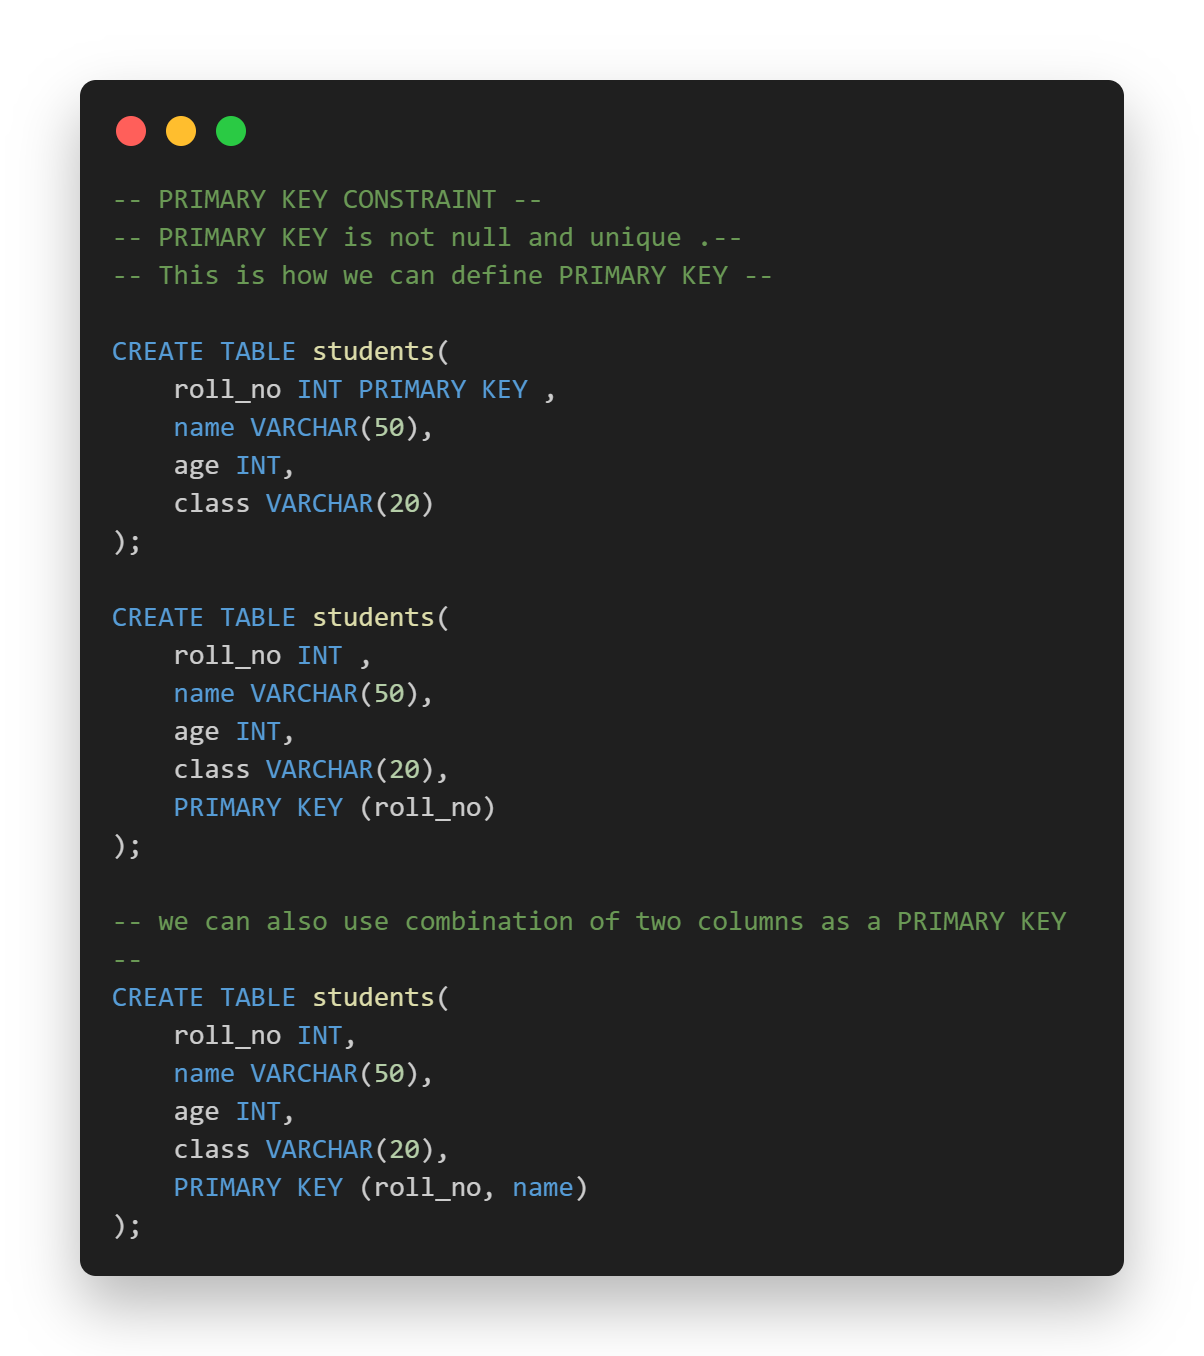 -- PRIMARY KEY CONSTRAINT --
-- PRIMARY KEY is not null and unique .--
-- This is how we can define PRIMARY KEY --

CREATE TABLE students(
    roll_no INT PRIMARY KEY ,
    name VARCHAR(50),
    age INT,
    class VARCHAR(20)
);

CREATE TABLE students(
    roll_no INT ,
    name VARCHAR(50),
    age INT,
    class VARCHAR(20),
    PRIMARY KEY (roll_no)
);

-- we can also use combination of two columns as a PRIMARY KEY
--
CREATE TABLE students(
    roll_no INT,
    name VARCHAR(50),
    age INT,
    class VARCHAR(20),
    PRIMARY KEY (roll_no, name)
);